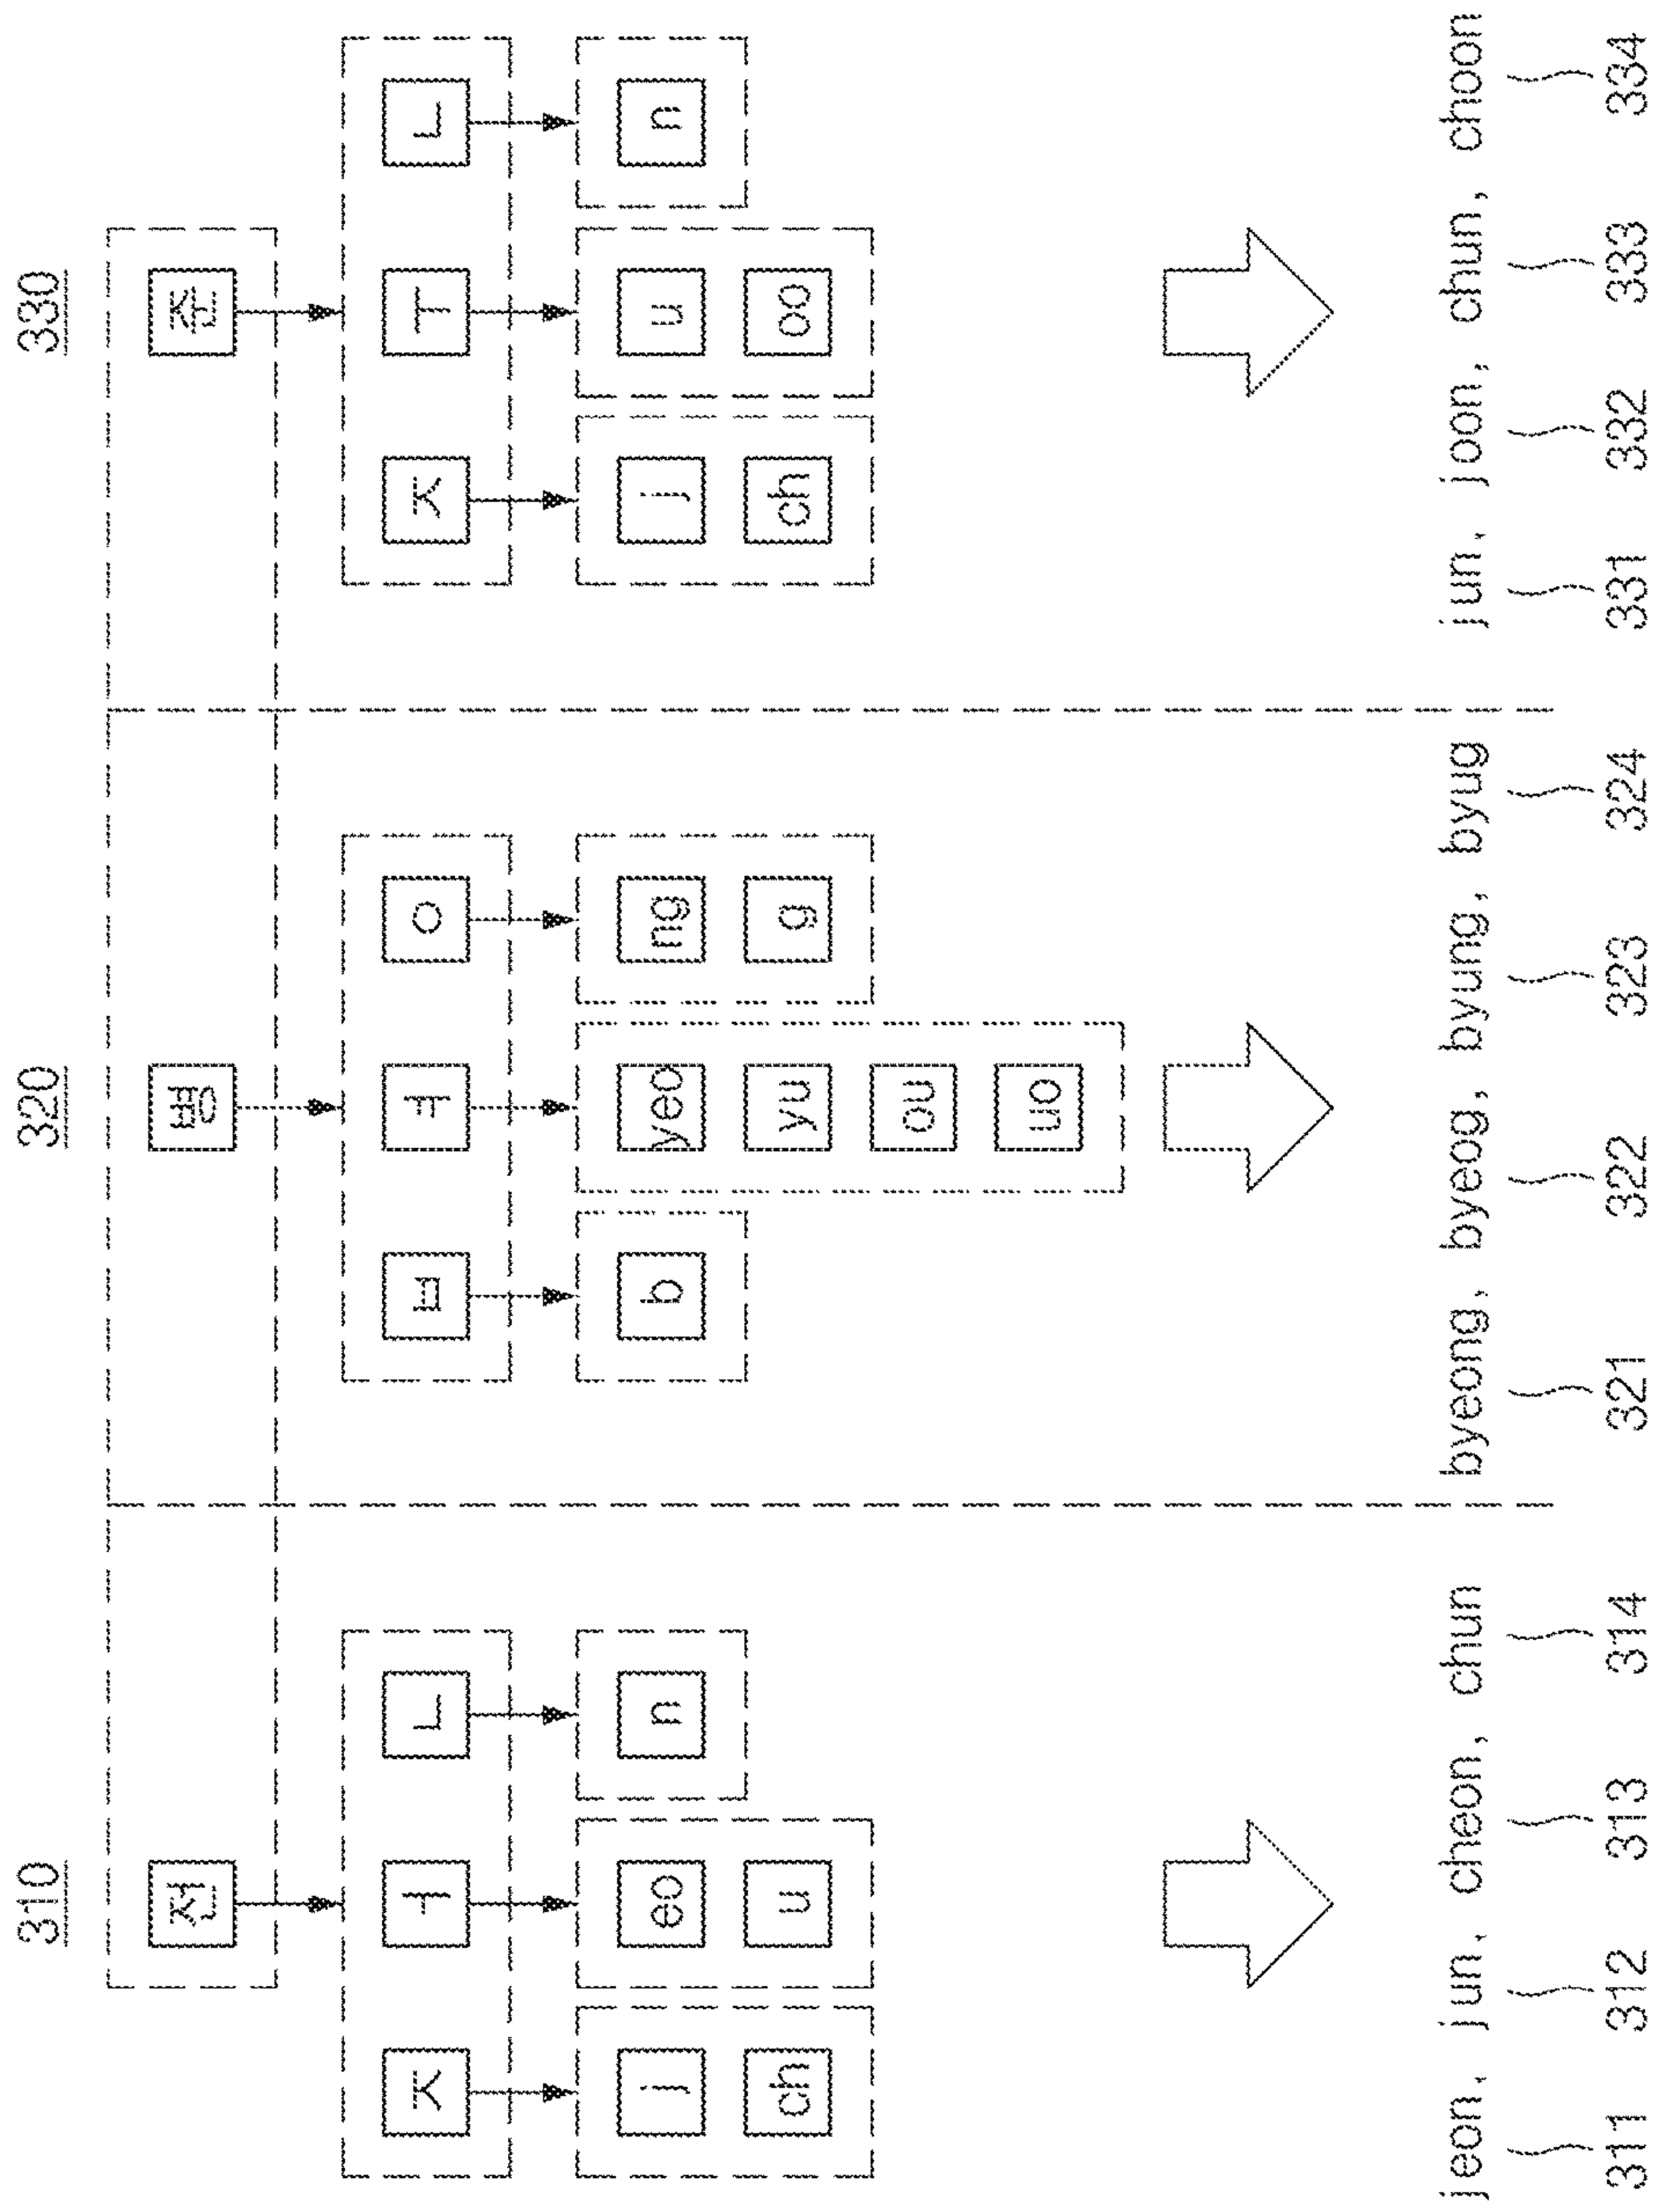 310 320 330
전 병 준
ㅈ ㅓ ㄴ ㅂ ㅕ ㅇ ㅈ ㅜ ㄴ
j eo n b yeo ng j u n
ch u yu g ch oo
ou
uo
jeon, jun, cheon, chun byeong, byeog, byung, byug jun, joon, chun, choon
311 312 313 314 321 322 323 324 331 332 333 334